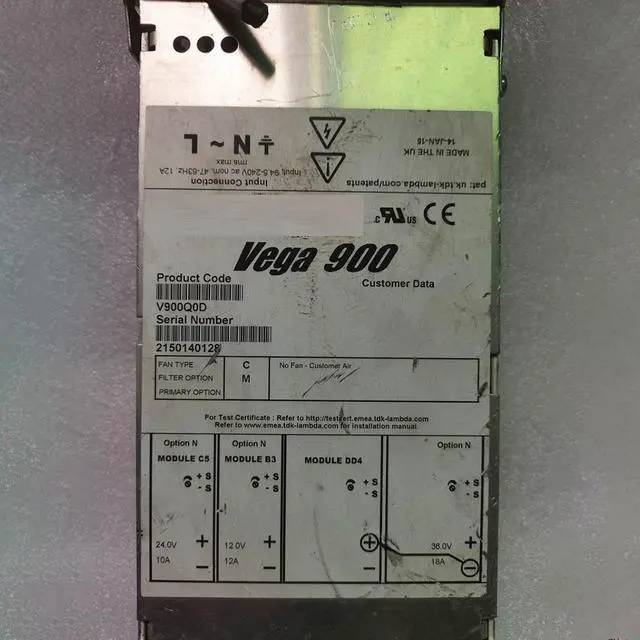 MADE IN THE UK
14-JAN-15
pat: uk.tdk-lambda.com/patents
L ~ N
Input Connection
Input; 94.5-240V ac nom. 47-63Hz, 12A
rms max
c RU us CE
Vega 900
Product Code
Customer Data
V900Q0D
Serial Number
2150140128
FAN TYPE C No Fan - Customer Air
FILTER OPTION M
PRIMARY OPTION
For Test Certificate : Refer to http://testcert.emea.tdk-lambda.com
Refer to www.emea.tdk-lambda.com for installation manual
Option N Option N Option N
MODULE C5 MODULE B3 MODULE DD4
+ S + S + S + S
- S - S - S - S
24.0V + 12.0V + + 36.0V +
10A - 12A - - 18A -